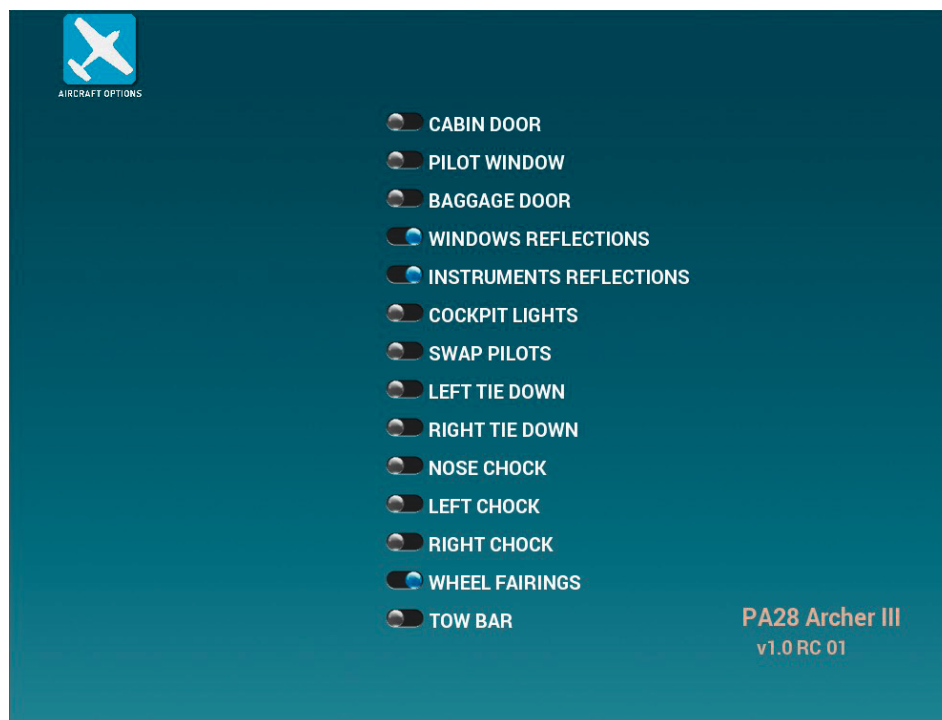 AIRCRAFT OPTIONS
CABIN DOOR
PILOT WINDOW
BAGGAGE DOOR
WINDOWS REFLECTIONS
INSTRUMENTS REFLECTIONS
COCKPIT LIGHTS
SWAP PILOTS
LEFT TIE DOWN
RIGHT TIE DOWN
NOSE CHOCK
LEFT CHOCK
RIGHT CHOCK
WHEEL FAIRINGS
TOW BAR
PA28 Archer III
v1.0 RC 01